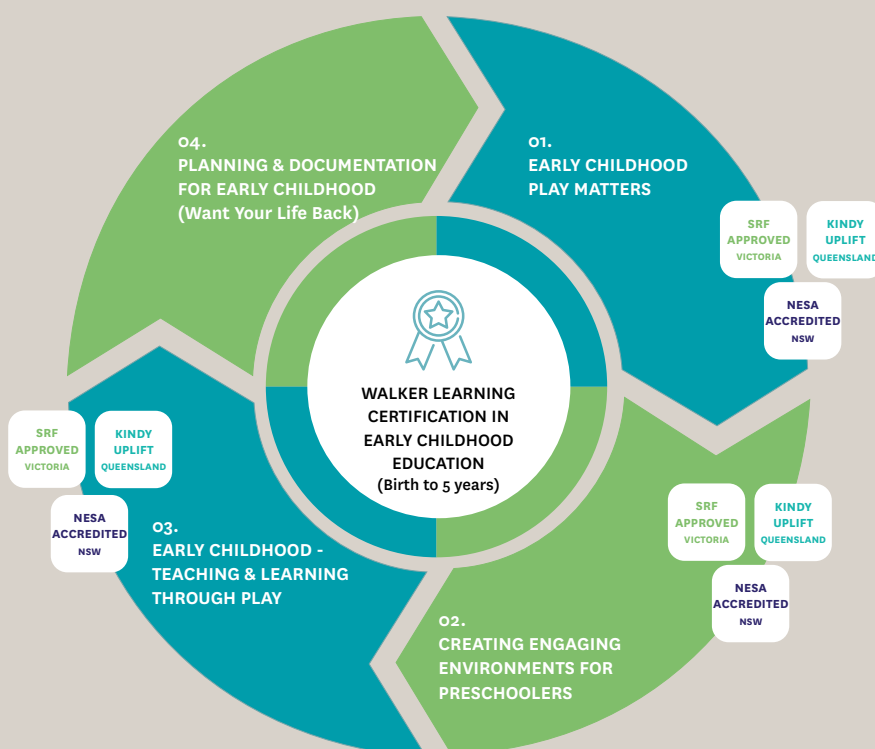 04.
PLANNING & DOCUMENTATION
FOR EARLY CHILDHOOD
(Want Your Life Back)
01.
EARLY CHILDHOOD
PLAY MATTERS
SRF
APPROVED
VICTORIA
KINDY
UPLIFT
QUEENSLAND
NESA
ACCREDITED
NSW
WALKER LEARNING
CERTIFICATION IN
EARLY CHILDHOOD
EDUCATION
(Birth to 5 years)
SRF
APPROVED
VICTORIA
KINDY
UPLIFT
QUEENSLAND
NESA
ACCREDITED
NSW
03.
EARLY CHILDHOOD -
TEACHING & LEARNING
THROUGH PLAY
SRF
APPROVED
VICTORIA
KINDY
UPLIFT
QUEENSLAND
NESA
ACCREDITED
NSW
02.
CREATING ENGAGING
ENVIRONMENTS FOR
PRESCHOOLERS